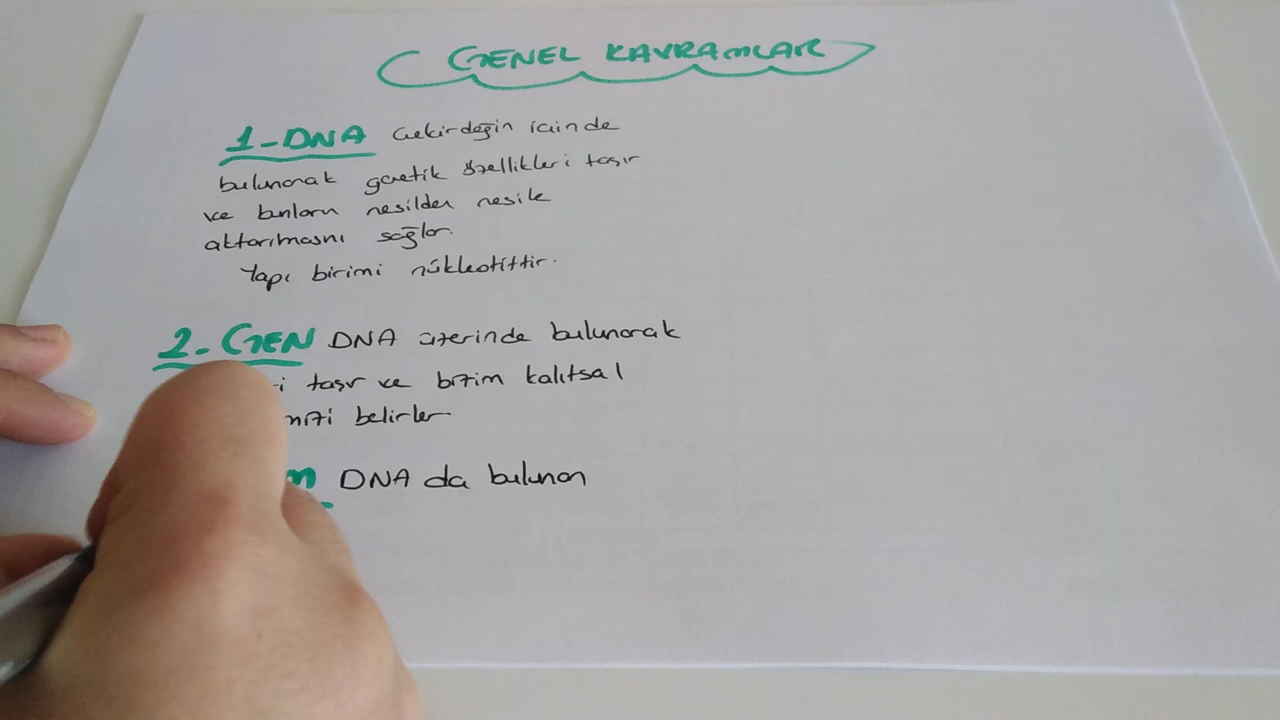 GENEL KAVRAMLAR
1-DNA Çekirdeğin içinde
bulunarak genetik özellikleri taşır
ve bunların nesilden nesile
aktarılmasını sağlar.
Yapı birimi nükleotittir.
2. GEN DNA üzerinde bulunarak
taşır ve bizim kalıtsal
belirler
DNA da bulunan